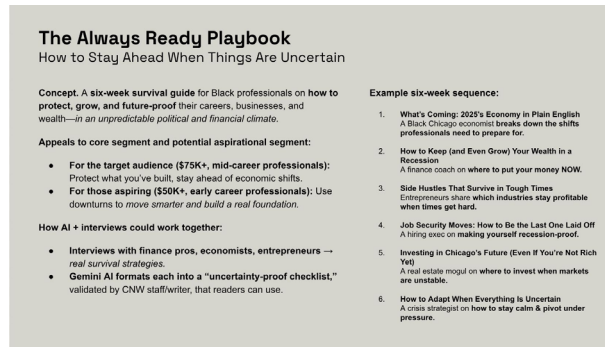 The Always Ready Playbook
How to Stay Ahead When Things Are Uncertain
Concept. A six-week survival guide for Black professionals on how to
protect, grow, and future-proof their careers, businesses, and
wealth—in an unpredictable political and financial climate.
Appeals to core segment and potential aspirational segment:
● For the target audience ($75K+, mid-career professionals):
Protect what you've built, stay ahead of economic shifts.
● For those aspiring ($50K+, early career professionals): Use
downturns to move smarter and build a real foundation.
How AI + interviews could work together:
● Interviews with finance pros, economists, entrepreneurs →
real survival strategies.
● Gemini AI formats each into a “uncertainty-proof checklist,”
validated by CNW staff/writer, that readers can use.
Example six-week sequence:
1. What's Coming: 2025's Economy in Plain English
A Black Chicago economist breaks down the shifts
professionals need to prepare for.
2. How to Keep (and Even Grow) Your Wealth in a
Recession
A finance coach on where to put your money NOW.
3. Side Hustles That Survive in Tough Times
Entrepreneurs share which industries stay profitable
when times get hard.
4. Job Security Moves: How to Be the Last One Laid Off
A hiring exec on making yourself recession-proof.
5. Investing in Chicago's Future (Even If You're Not Rich
Yet)
A real estate mogul on where to invest when markets
are unstable.
6. How to Adapt When Everything Is Uncertain
A crisis strategist on how to stay calm & pivot under
pressure.